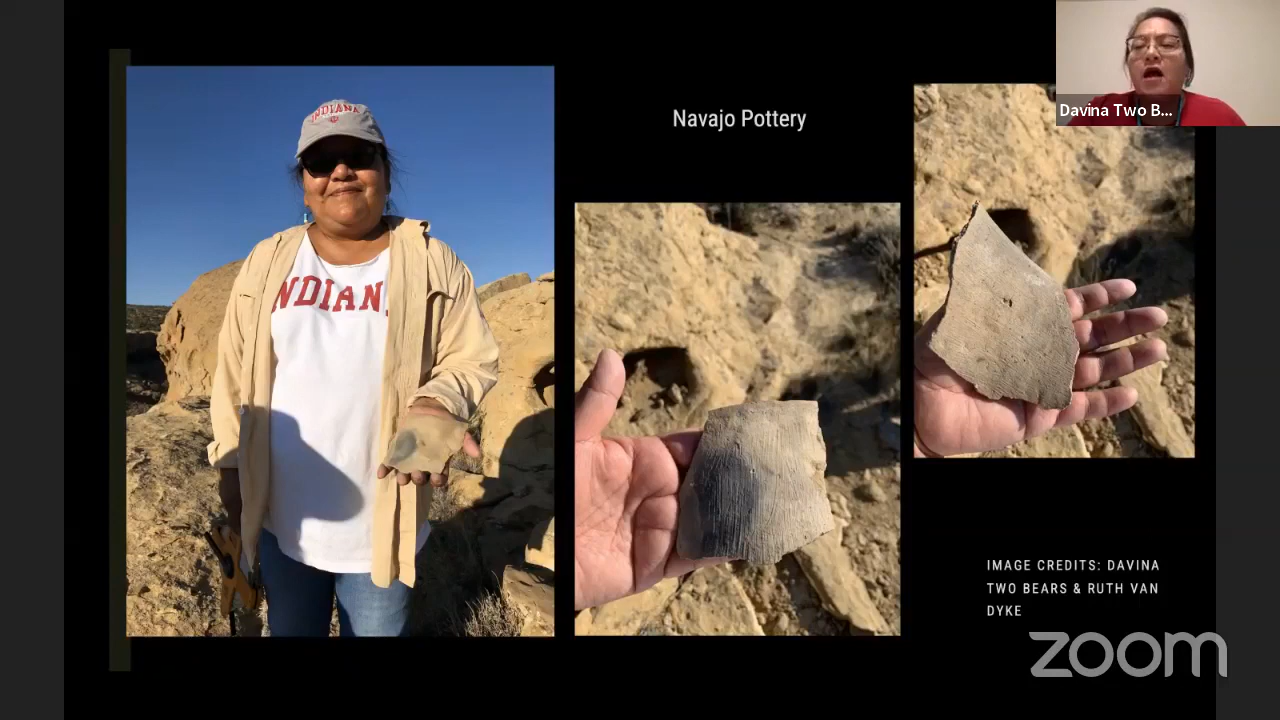 Navajo Pottery
Davina Two B...
INDIANA
INDIANA
IMAGE CREDITS: DAVINA
TWO BEARS & RUTH VAN
DYKE
zoom